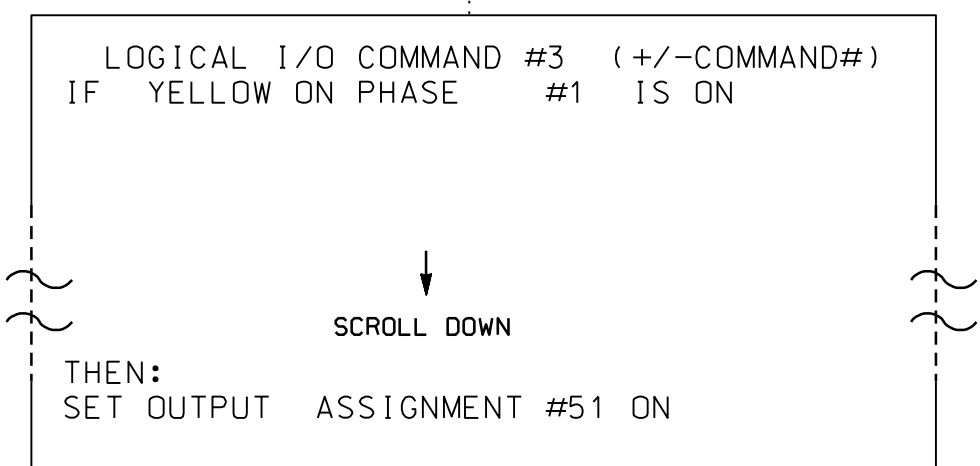 LOGICAL I/O COMMAND #3 (+/-COMMAND#)
IF YELLOW ON PHASE #1 IS ON
SCROLL DOWN
THEN:
SET OUTPUT ASSIGNMENT #51 ON